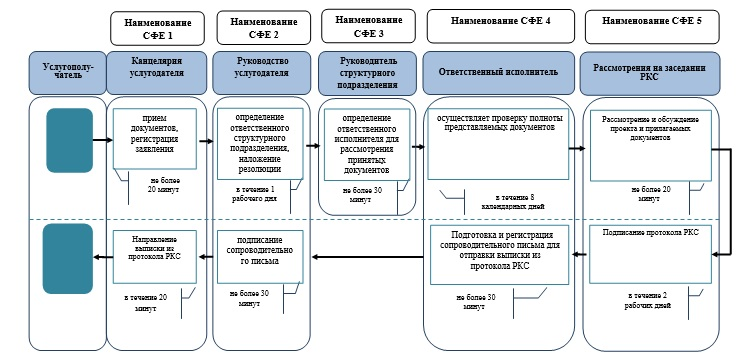 Наименование
СФЕ 1
Наименование
СФЕ 2
Наименование
СФЕ 3
Наименование СФЕ 4
Наименование СФЕ 5
Услугополу-
чатель
Канцелярия
услугодателя
Руководство
услугодателя
Руководитель
структурного
подразделения
Ответственный исполнитель
Рассмотрения на заседании
РКС
прием
документов,
регистрация
заявления
не более
20 минут
определение
ответственного
структурного
подразделения,
наложение
резолюции
в течение 1
рабочего дня
определение
ответственного
исполнителя для
рассмотрения
принятых
документов
не более 30
минут
осуществляет проверку полноты
представляемых документов
в течение 8
календарных дней
Рассмотрение и обсуждение
проекта и прилагаемых
документов
не более 20
минут
Направление
выписки из
протокола РКС
в течение 20
минут
подписание
сопроводительно
го письма
не более 30
минут
Подготовка и регистрация
сопроводительного письма для
отправки выписки из
протокола РКС
не более 30
минут
Подписание протокола РКС
в течение 2
рабочих дней